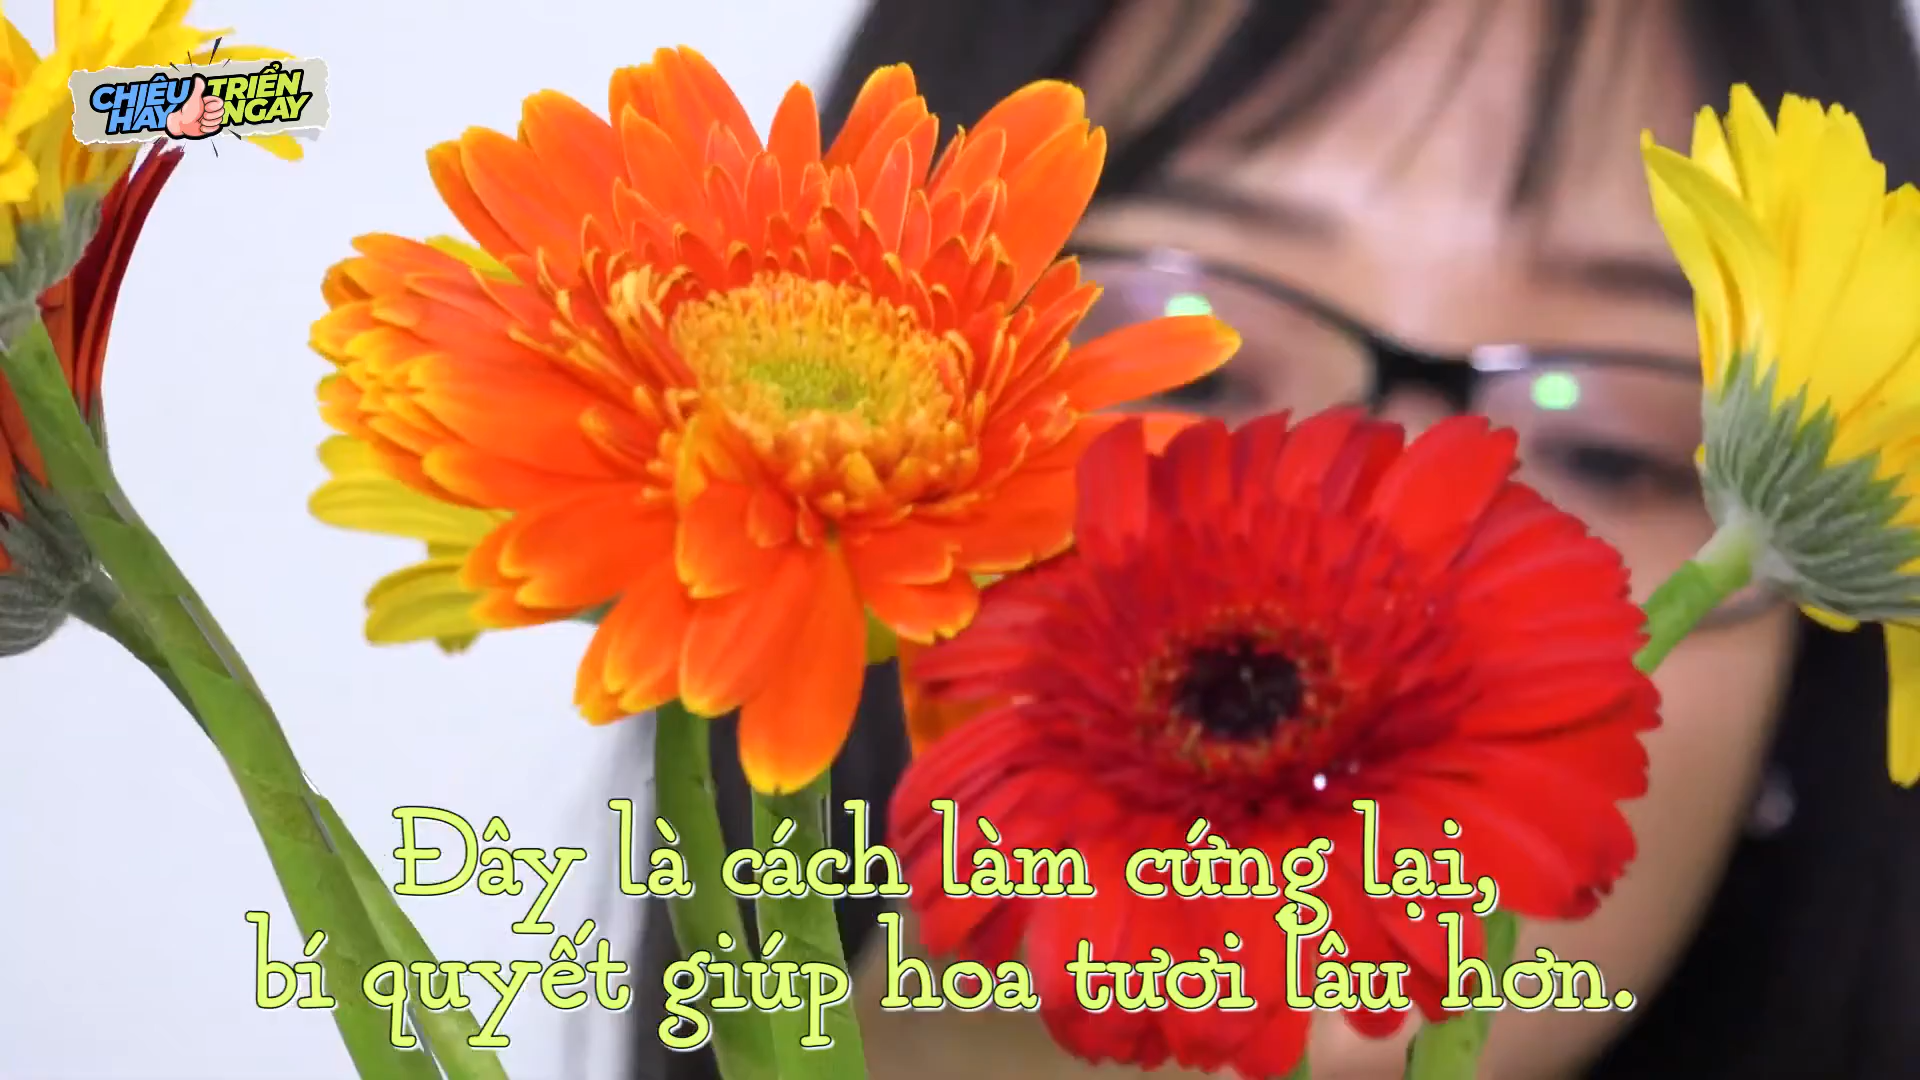 CHIÊU TRIỂN
HAY NGAY
Đây là cách làm cứng lại,
bí quyết giúp hoa tươi lâu hơn.